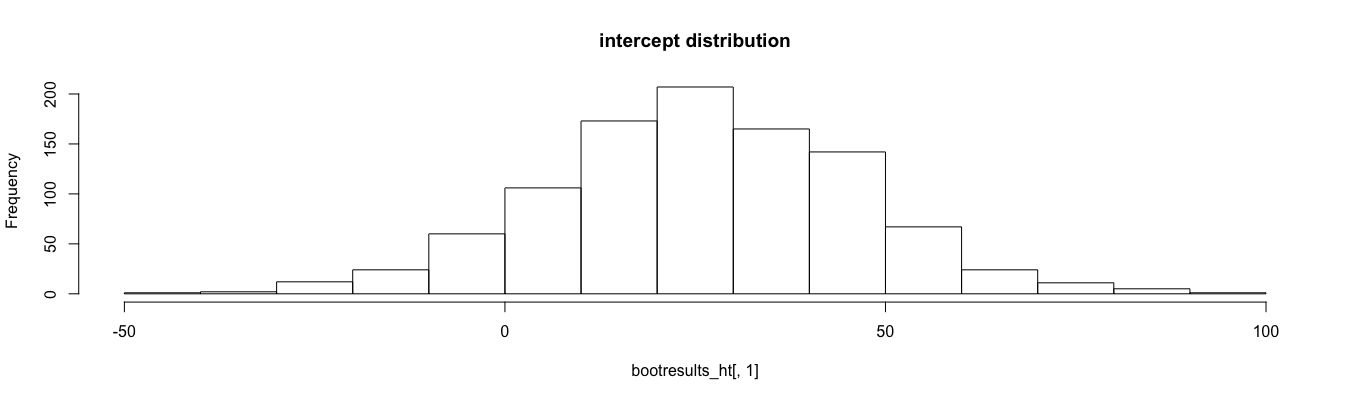 intercept distribution
200
150
100
50
0
Frequency
-50 0 50 100
bootresults_ht[, 1]